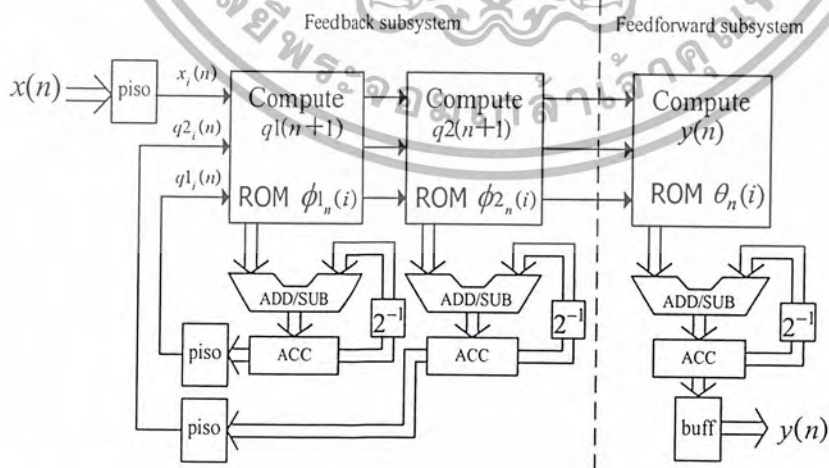 Feedback subsystem
Feedforward subsystem
x(n)
piso
x_i(n)
q2_i(n)
q1_i(n)
Compute
q1(n+1)
ROM ϕ1_n(i)
Compute
q2(n+1)
ROM ϕ2_n(i)
Compute
y(n)
ROM θ_n(i)
ADD/SUB
2^{-1}
ACC
piso
ADD/SUB
2^{-1}
ACC
piso
ADD/SUB
2^{-1}
ACC
buff
y(n)